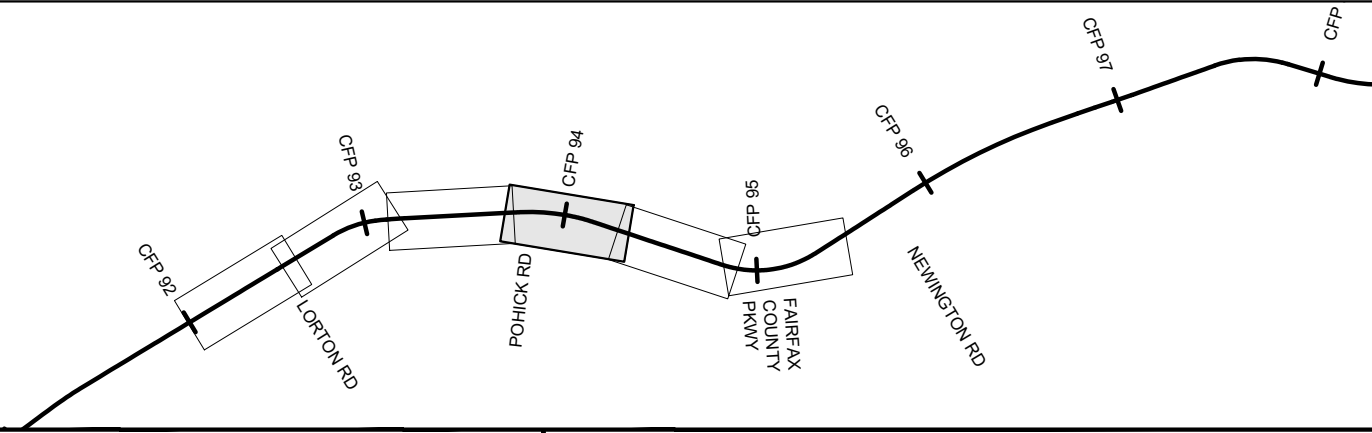 CFP 92
LORTON RD
CFP 93
POHICK RD
CFP 94
CFP 95
FAIRFAX
COUNTY
PKWY
CFP 96
NEWINGTON RD
CFP 97
CFP